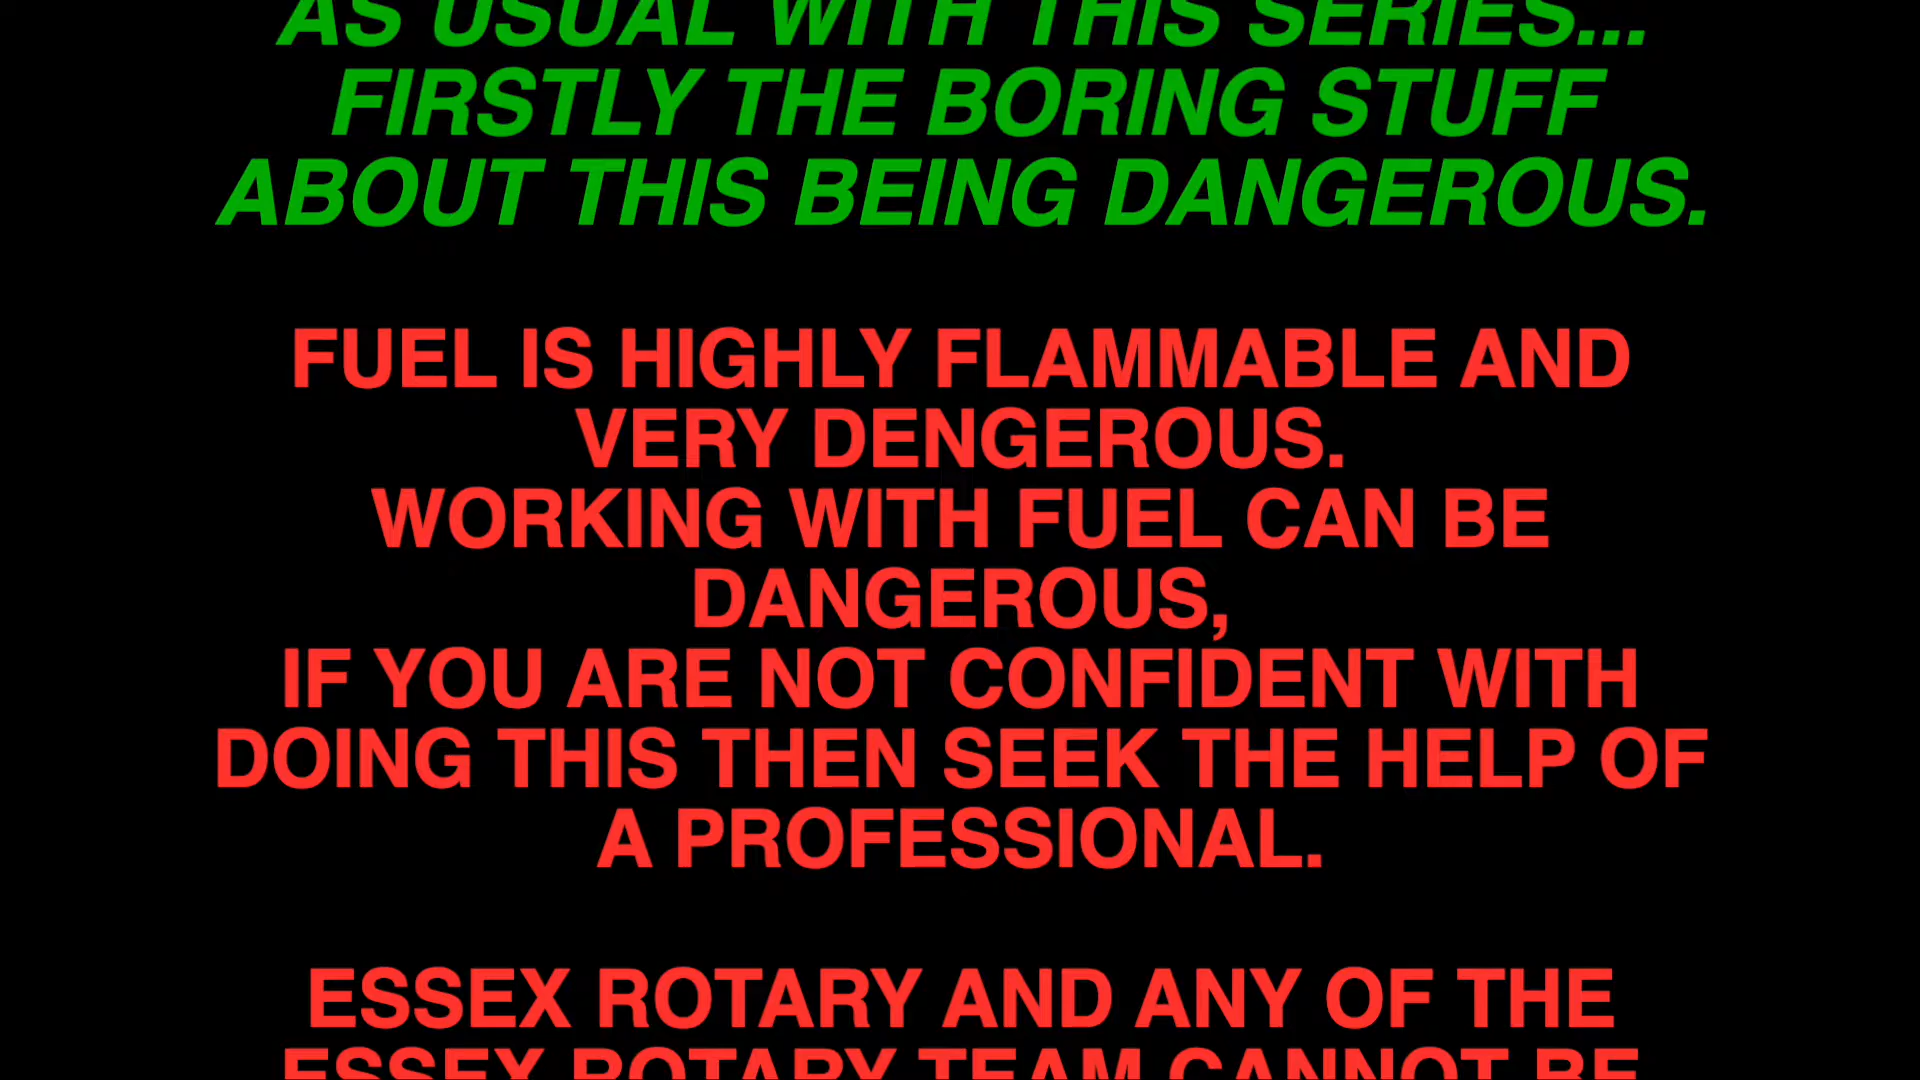 AS USUAL WITH THIS SERIES...
FIRSTLY THE BORING STUFF
ABOUT THIS BEING DANGEROUS.
FUEL IS HIGHLY FLAMMABLE AND
VERY DENGEROUS.
WORKING WITH FUEL CAN BE
DANGEROUS,
IF YOU ARE NOT CONFIDENT WITH
DOING THIS THEN SEEK THE HELP OF
A PROFESSIONAL.
ESSEX ROTARY AND ANY OF THE
ESSEX ROTARY TEAM CANNOT BE